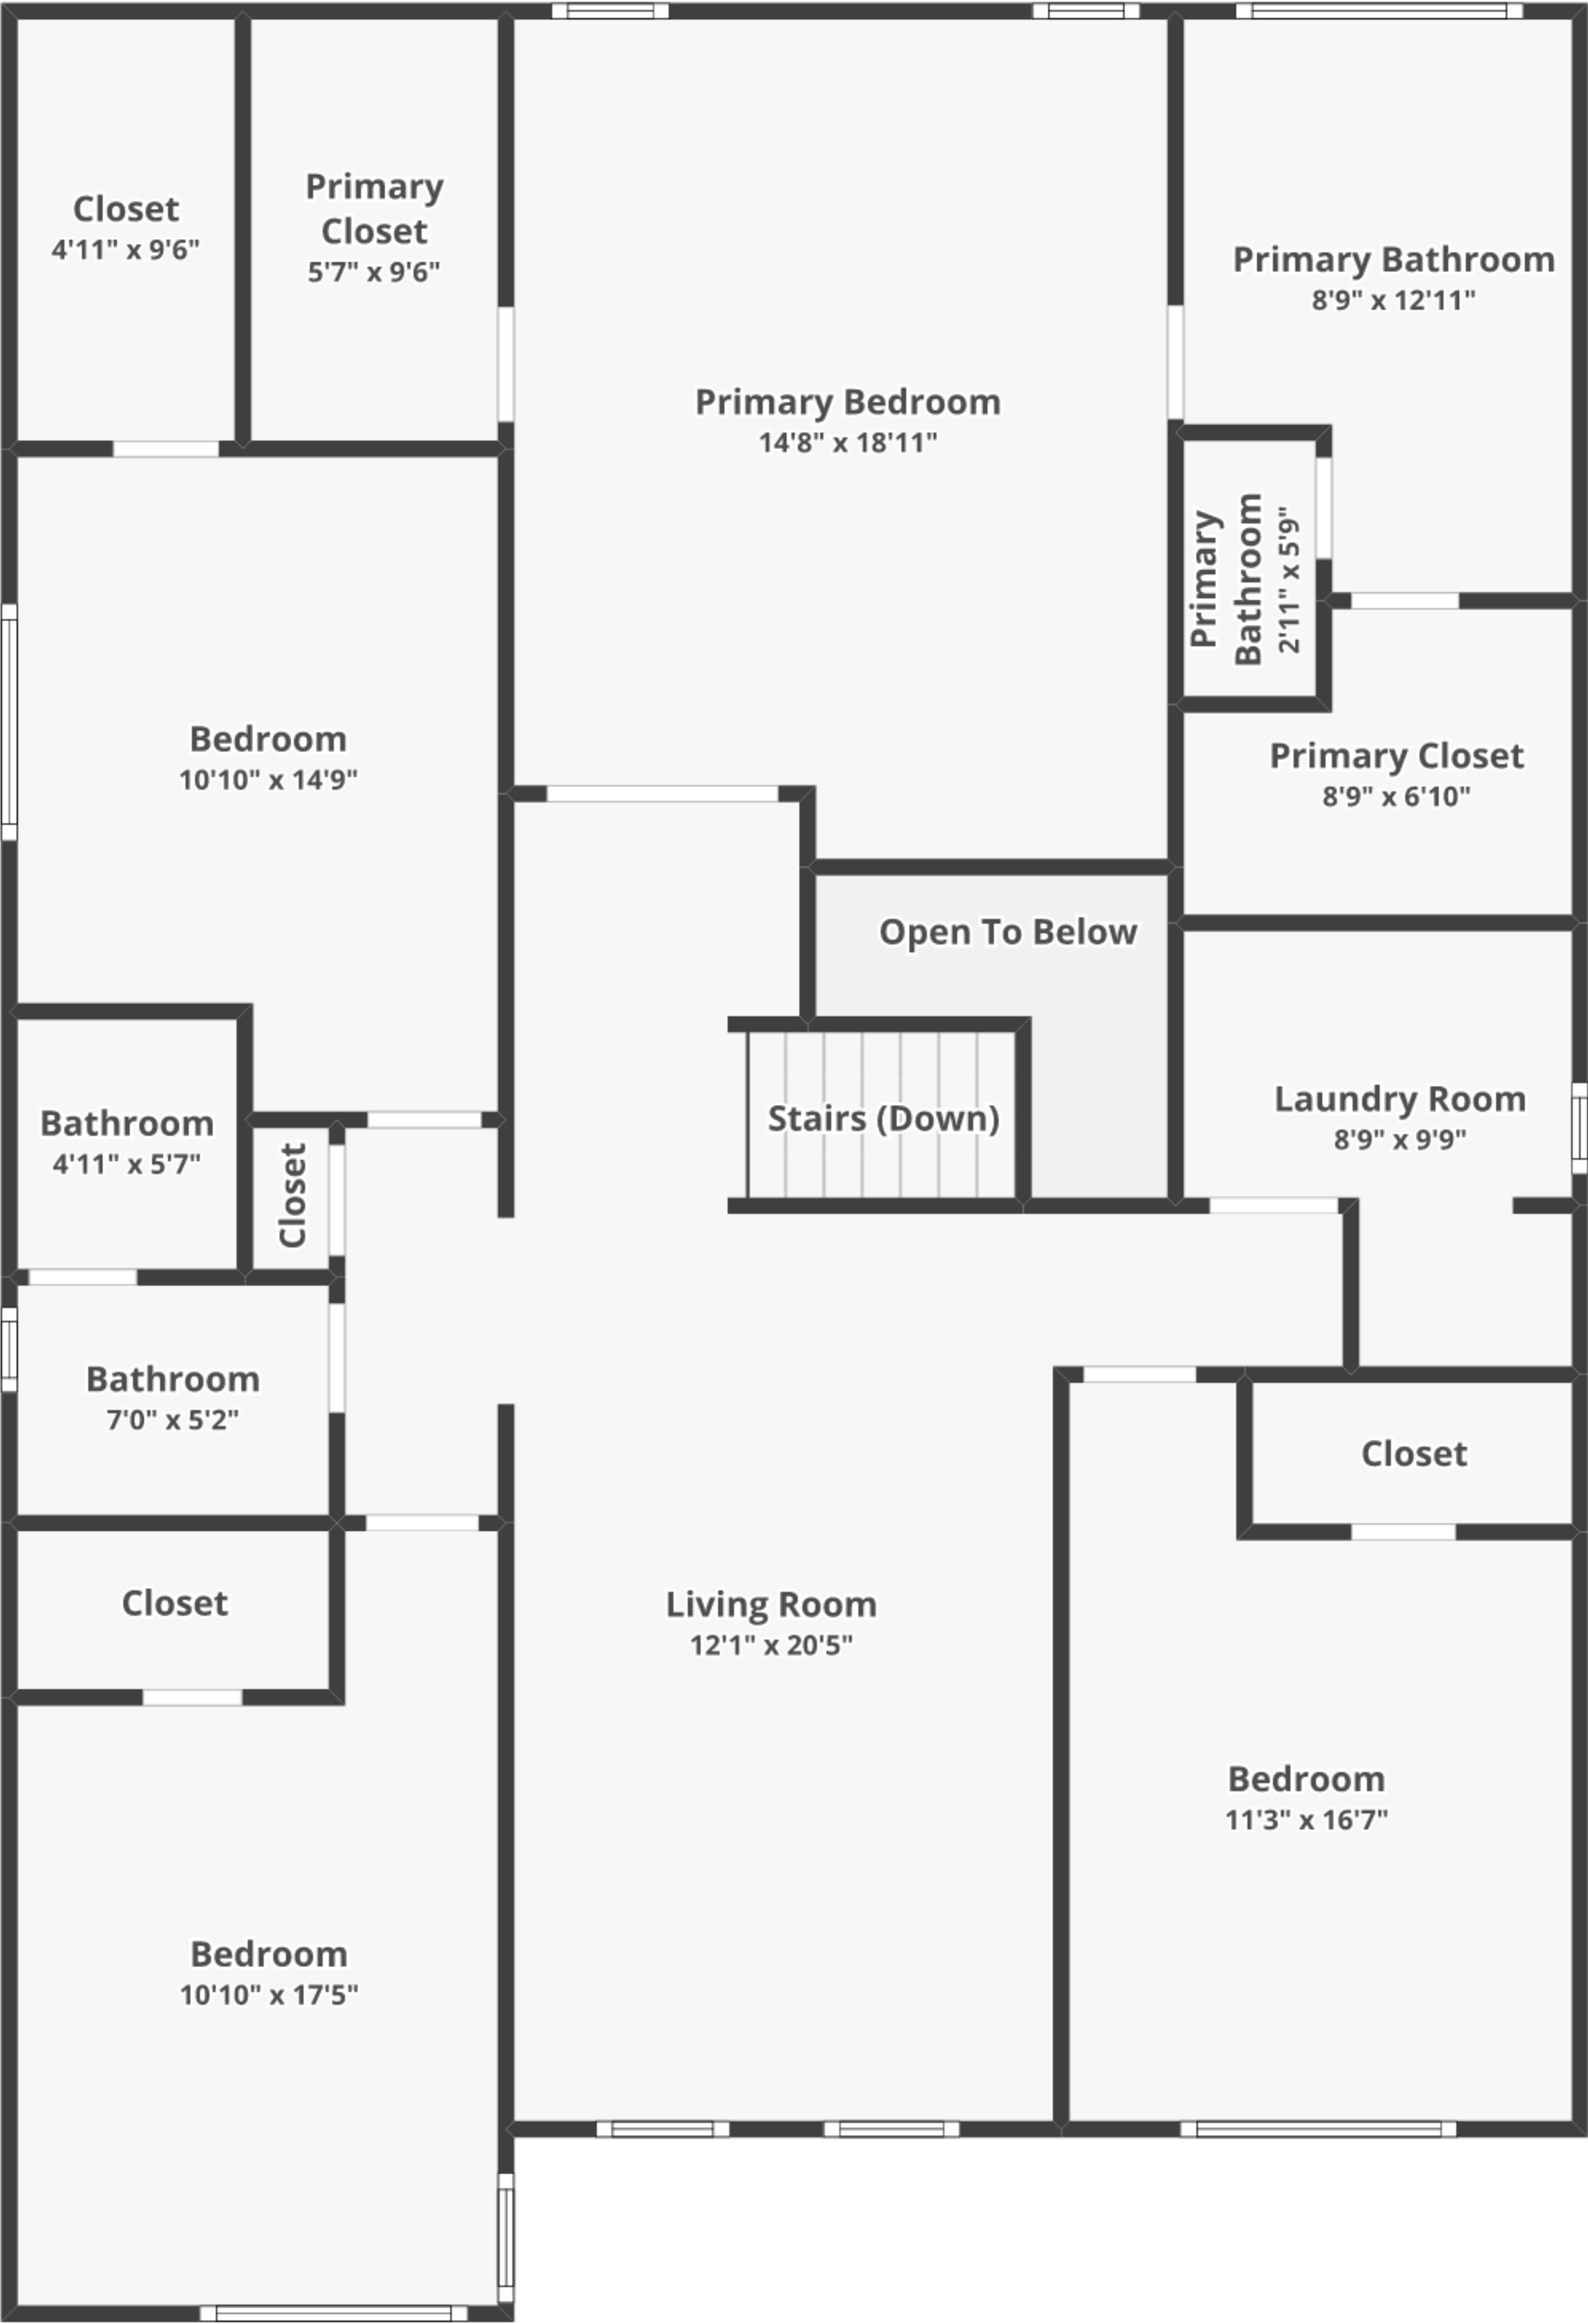 Closet
4'11" x 9'6"
Primary
Closet
5'7" x 9'6"
Primary Bathroom
8'9" x 12'11"
Primary Bedroom
14'8" x 18'11"
Primary
Bathroom
2'11" x 5'9"
Bedroom
10'10" x 14'9"
Primary Closet
8'9" x 6'10"
Open To Below
Laundry Room
8'9" x 9'9"
Stairs (Down)
Bathroom
4'11" x 5'7"
Closet
Bathroom
7'0" x 5'2"
Closet
Closet
Living Room
12'1" x 20'5"
Bedroom
11'3" x 16'7"
Bedroom
10'10" x 17'5"